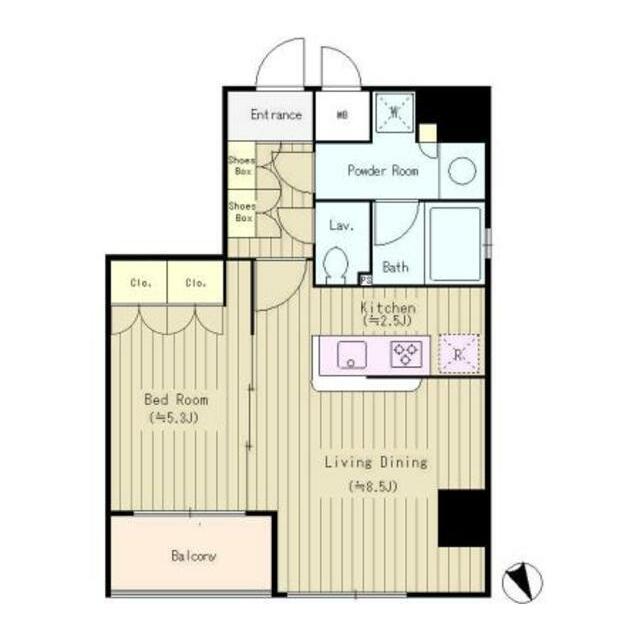 Entrance
MB
W
Shoes
Box
Powder Room
Shoes
Box
Lav.
Bath
PS
Clo.
Clo.
Kitchen
(≒2.5J)
R
Bed Room
(≒5.3J)
Living Dining
(≒8.5J)
Balcony